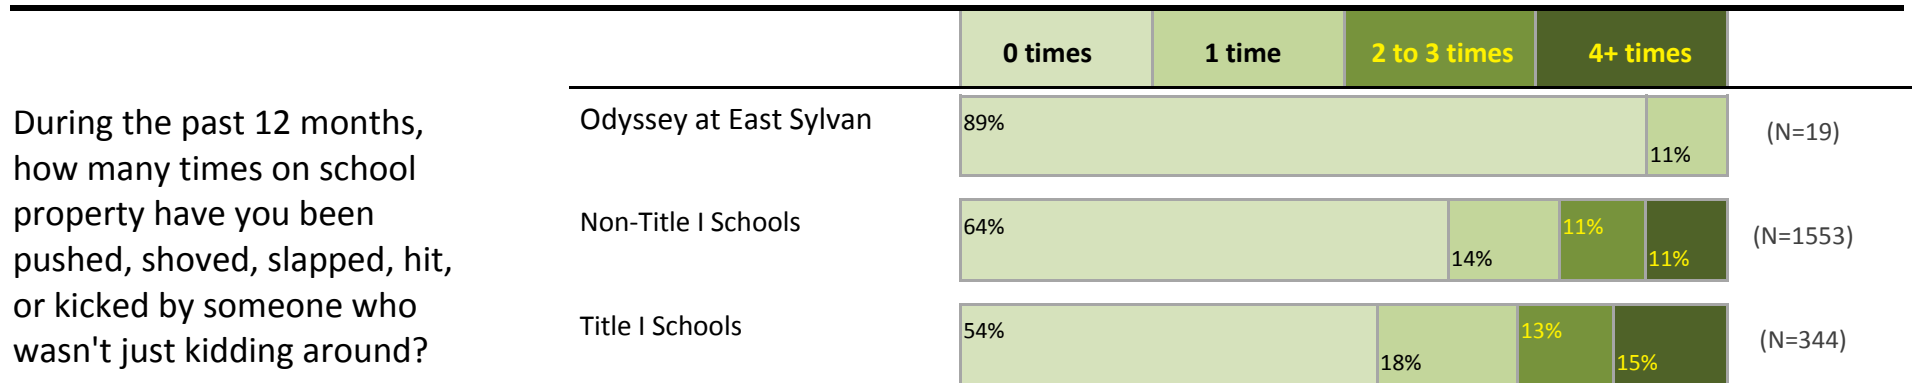 0 times 1 time 2 to 3 times 4+ times
During the past 12 months,
how many times on school
property have you been
pushed, shoved, slapped, hit,
or kicked by someone who
wasn't just kidding around?
Odyssey at East Sylvan 89% 11% (N=19)
Non-Title I Schools 64% 14% 11% 11% (N=1553)
Title I Schools 54% 18% 13% 15% (N=344)